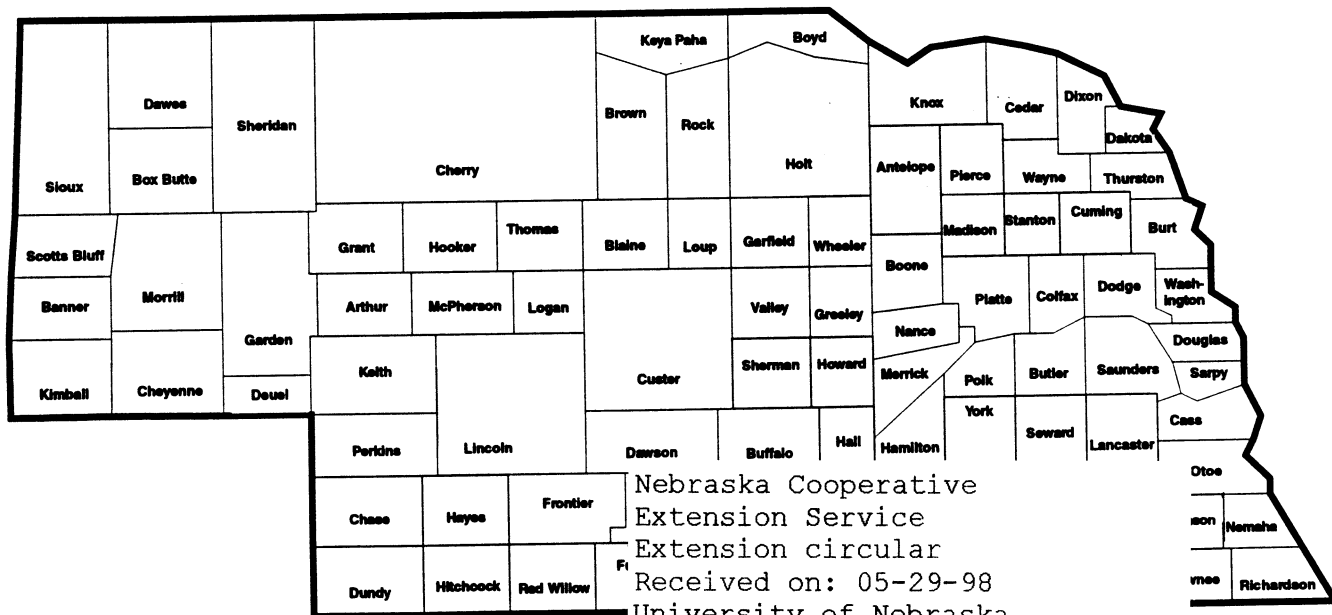 Keya Paha
Boyd
Dawes
Sheridan
Brown
Rock
Knox
Cedar
Dixon
Dakota
Sioux
Box Butte
Cherry
Holt
Antelope
Pierce
Wayne
Thurston
Scotts Bluff
Grant
Hooker
Thomas
Blaine
Loup
Garfield
Wheeler
Boone
Madison
Stanton
Cuming
Burt
Banner
Morrill
Garden
Arthur
McPherson
Logan
Valley
Greeley
Nance
Platte
Colfax
Dodge
Wash-
ington
Douglas
Kimball
Cheyenne
Deuel
Keith
Custer
Sherman
Howard
Merrick
Polk
Butler
Saunders
Sarpy
Perkins
Lincoln
Dawson
Buffalo
Hall
Hamilton
York
Seward
Lancaster
Cass
Otoe
Chase
Hayes
Frontier
Nemaha
Dundy
Hitchcock
Red Willow
Richardson
Nebraska Cooperative
Extension Service
Extension circular
Received on: 05-29-98
University of Nebraska